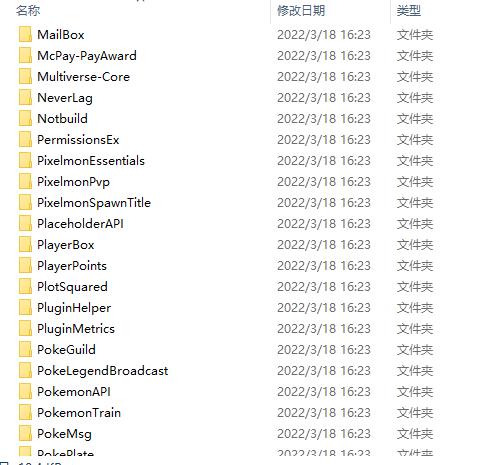 名称 修改日期 类型
MailBox 2022/3/18 16:23 文件夹
McPay-PayAward 2022/3/18 16:23 文件夹
Multiverse-Core 2022/3/18 16:23 文件夹
NeverLag 2022/3/18 16:23 文件夹
Notbuild 2022/3/18 16:23 文件夹
PermissionsEx 2022/3/18 16:23 文件夹
PixelmonEssentials 2022/3/18 16:23 文件夹
PixelmonPvp 2022/3/18 16:23 文件夹
PixelmonSpawnTitle 2022/3/18 16:23 文件夹
PlaceholderAPI 2022/3/18 16:23 文件夹
PlayerBox 2022/3/18 16:23 文件夹
PlayerPoints 2022/3/18 16:23 文件夹
PlotSquared 2022/3/18 16:23 文件夹
PluginHelper 2022/3/18 16:23 文件夹
PluginMetrics 2022/3/18 16:23 文件夹
PokeGuild 2022/3/18 16:23 文件夹
PokeLegendBroadcast 2022/3/18 16:23 文件夹
PokemonAPI 2022/3/18 16:23 文件夹
PokemonTrain 2022/3/18 16:23 文件夹
PokeMsg 2022/3/18 16:23 文件夹
PokePlate 2022/3/18 16:23 文件夹